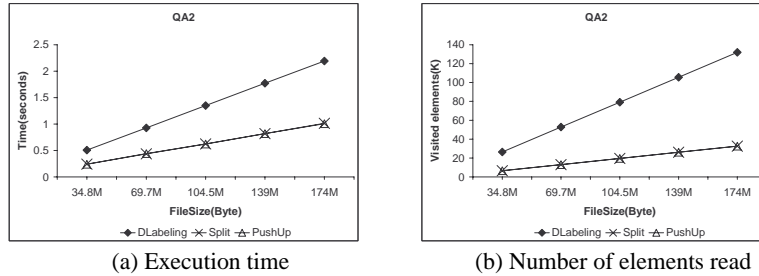 QA2
2.5
2
1.5
1
0.5
0
Time(seconds)
34.8M 69.7M 104.5M 139M 174M
FileSize(Byte)
DLabeling Split PushUp
(a) Execution time
QA2
140
120
100
80
60
40
20
0
Visited elements(K)
34.8M 69.7M 104.5M 139M 174M
FileSize(Byte)
DLabeling Split PushUp
(b) Number of elements read